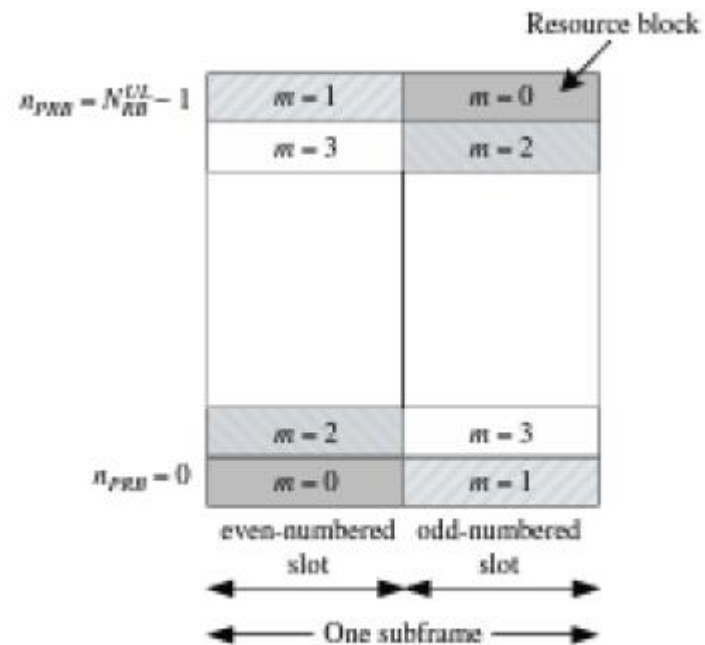 Resource block
n_PRB = N_RB^UL − 1
m = 1
m = 0
m = 3
m = 2
m = 2
m = 3
n_PRB = 0
m = 0
m = 1
even-numbered slot
odd-numbered slot
One subframe